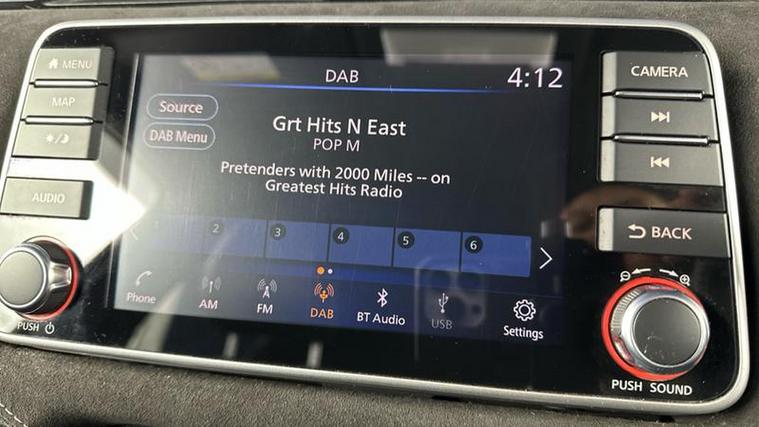 MENU
MAP
AUDIO
PUSH
DAB
4:12
Source
DAB Menu
Grt Hits N East
POP M
Pretenders with 2000 Miles -- on
Greatest Hits Radio
1 2 3 4 5 6
Phone
AM
FM
DAB
BT Audio
USB
Settings
CAMERA
BACK
PUSH SOUND